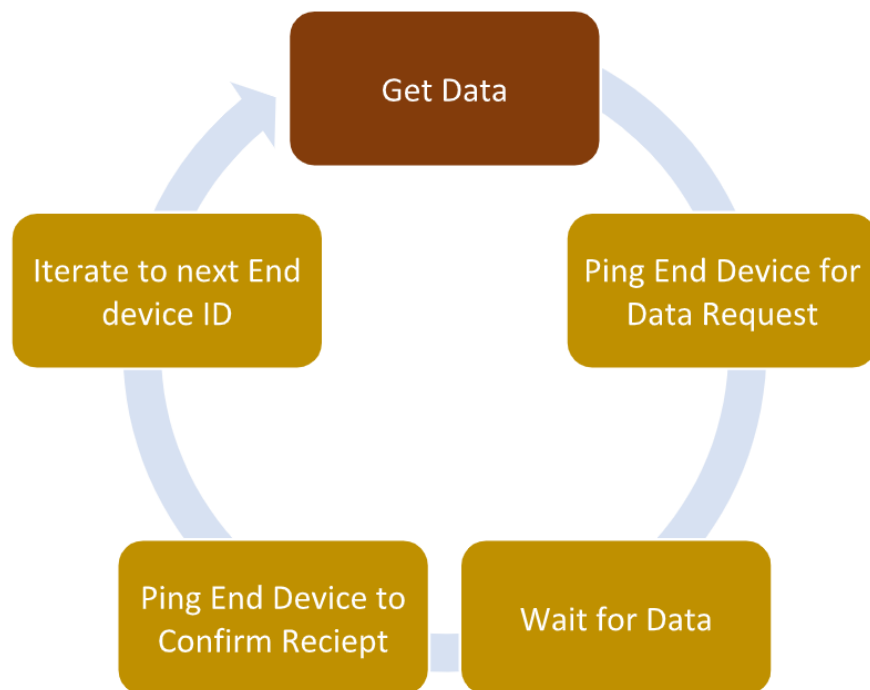 Get Data
Ping End Device for
Data Request
Wait for Data
Ping End Device to
Confirm Reciept
Iterate to next End
device ID